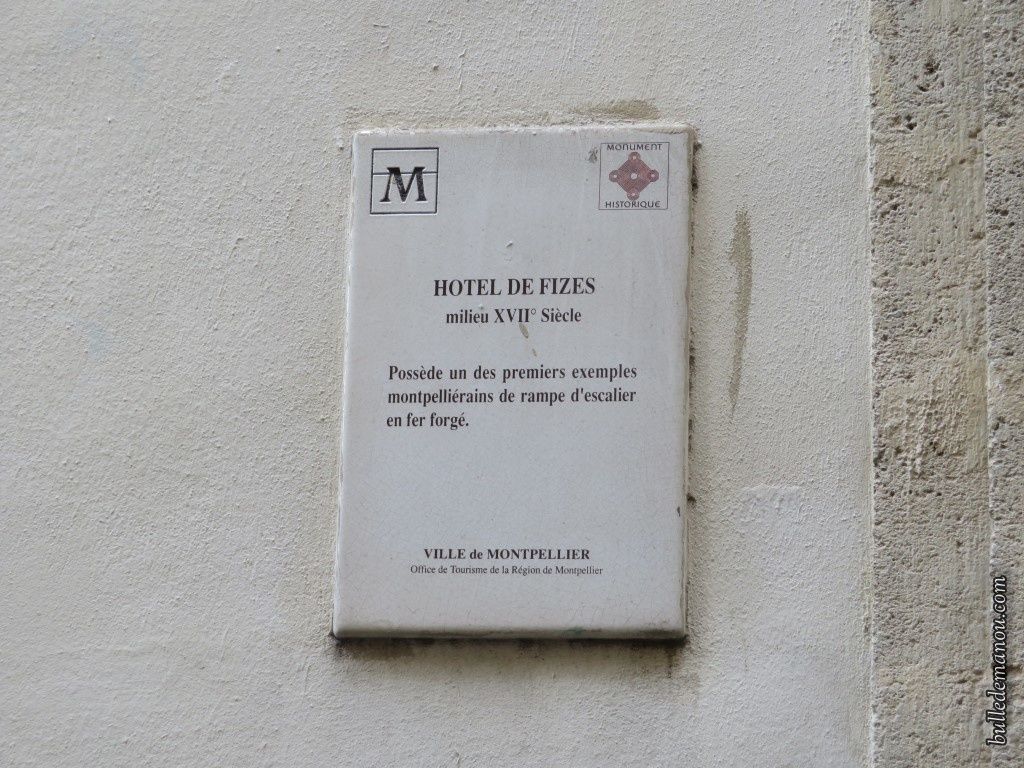 M
MONUMENT
HISTORIQUE
HOTEL DE FIZES
milieu XVII° Siècle
Possède un des premiers exemples
montpelliérains de rampe d'escalier
en fer forgé.
VILLE de MONTPELLIER
Office de Tourisme de la Région de Montpellier
bulledemanou.com